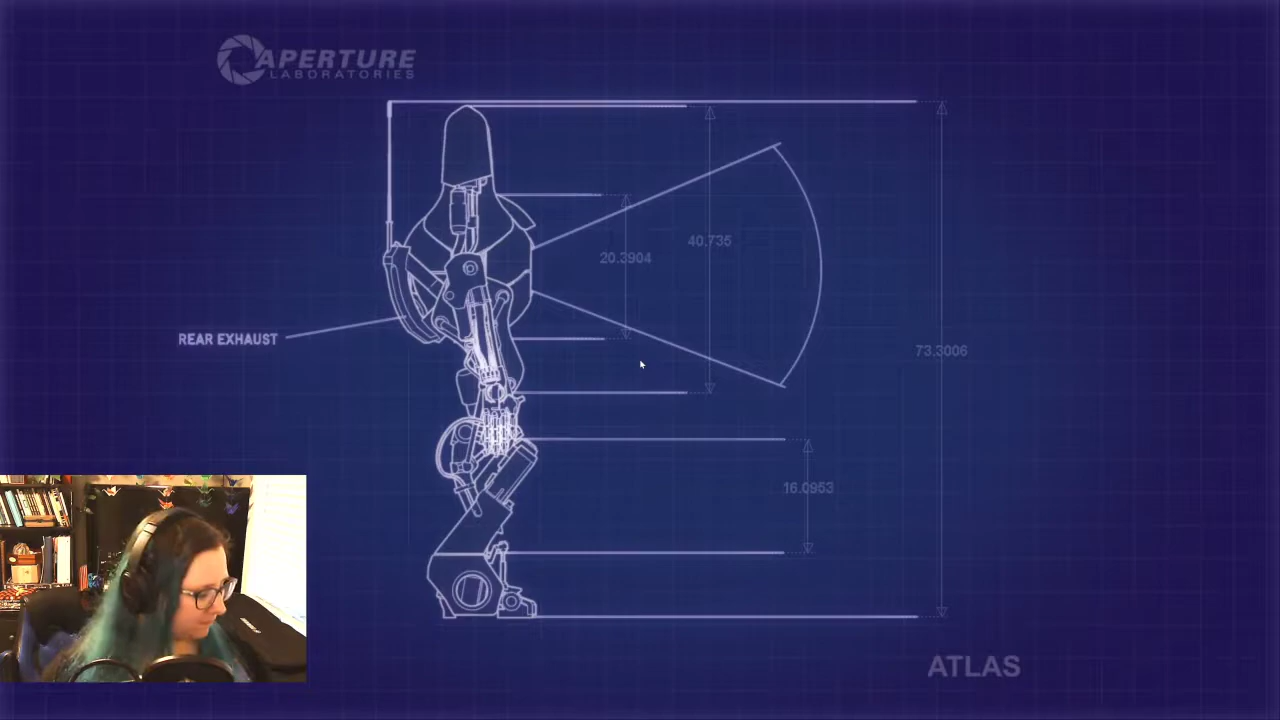 APERTURE
LABORATORIES
20.3904
40.735
REAR EXHAUST
73.3006
16.0953
ATLAS